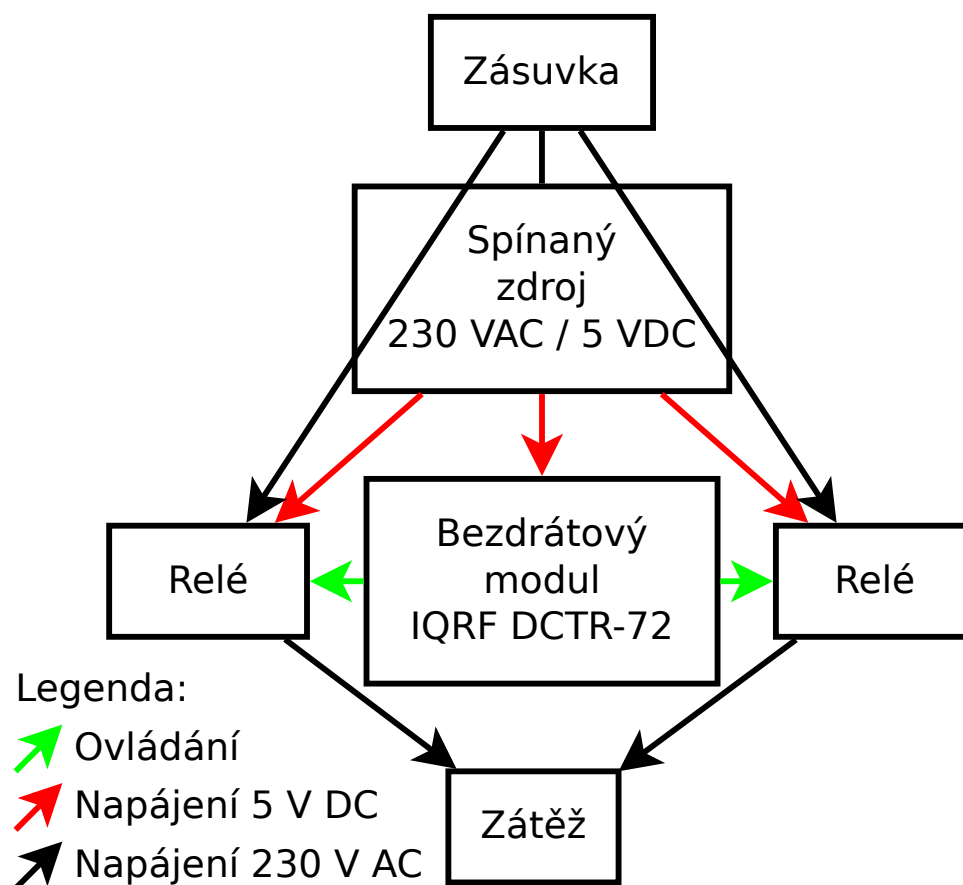 Zásuvka
Spínaný
zdroj
230 VAC / 5 VDC
Relé
Bezdrátový
modul
IQRF DCTR-72
Relé
Legenda:
Ovládání
Napájení 5 V DC
Napájení 230 V AC
Zátěž